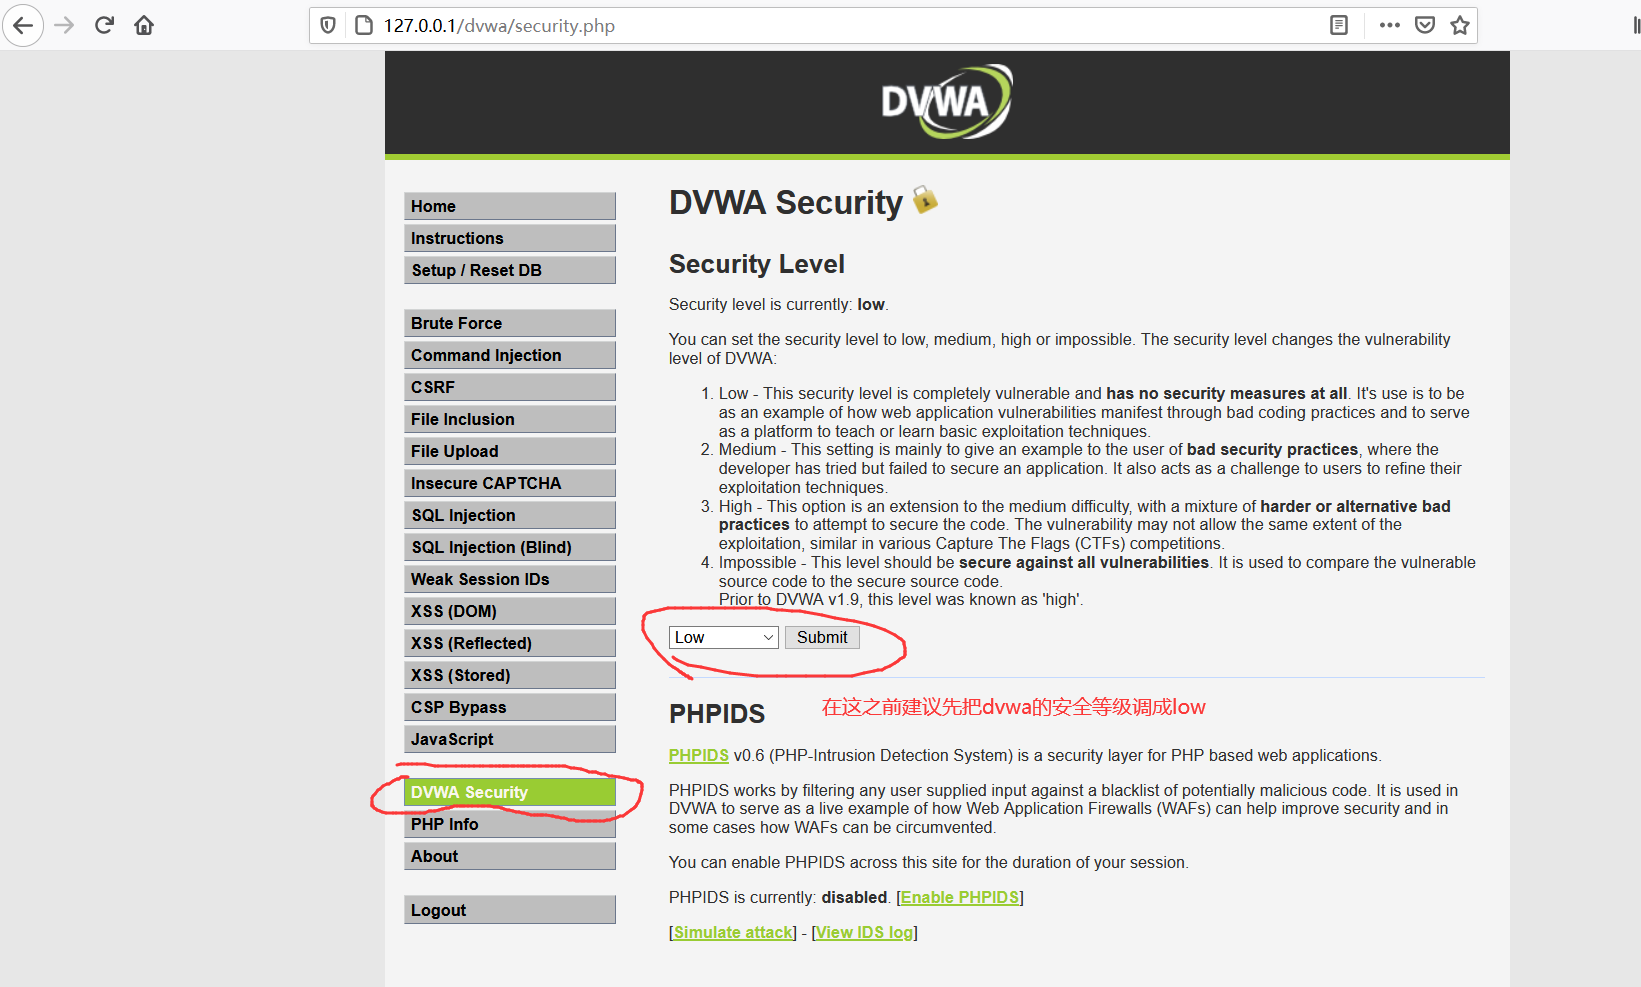 127.0.0.1/dvwa/security.php
DVWA
Home
Instructions
Setup / Reset DB
Brute Force
Command Injection
CSRF
File Inclusion
File Upload
Insecure CAPTCHA
SQL Injection
SQL Injection (Blind)
Weak Session IDs
XSS (DOM)
XSS (Reflected)
XSS (Stored)
CSP Bypass
JavaScript
DVWA Security
PHP Info
About
Logout
DVWA Security
Security Level
Security level is currently: low.
You can set the security level to low, medium, high or impossible. The security level changes the vulnerability
level of DVWA:
1. Low - This security level is completely vulnerable and has no security measures at all. It's use is to be
as an example of how web application vulnerabilities manifest through bad coding practices and to serve
as a platform to teach or learn basic exploitation techniques.
2. Medium - This setting is mainly to give an example to the user of bad security practices, where the
developer has tried but failed to secure an application. It also acts as a challenge to users to refine their
exploitation techniques.
3. High - This option is an extension to the medium difficulty, with a mixture of harder or alternative bad
practices to attempt to secure the code. The vulnerability may not allow the same extent of the
exploitation, similar in various Capture The Flags (CTFs) competitions.
4. Impossible - This level should be secure against all vulnerabilities. It is used to compare the vulnerable
source code to the secure source code.
Prior to DVWA v1.9, this level was known as 'high'.
Low Submit
在这之前建议先把dvwa的安全等级调成low
PHPIDS
PHPIDS v0.6 (PHP-Intrusion Detection System) is a security layer for PHP based web applications.
PHPIDS works by filtering any user supplied input against a blacklist of potentially malicious code. It is used in
DVWA to serve as a live example of how Web Application Firewalls (WAFs) can help improve security and in
some cases how WAFs can be circumvented.
You can enable PHPIDS across this site for the duration of your session.
PHPIDS is currently: disabled. [Enable PHPIDS]
[Simulate attack] - [View IDS log]